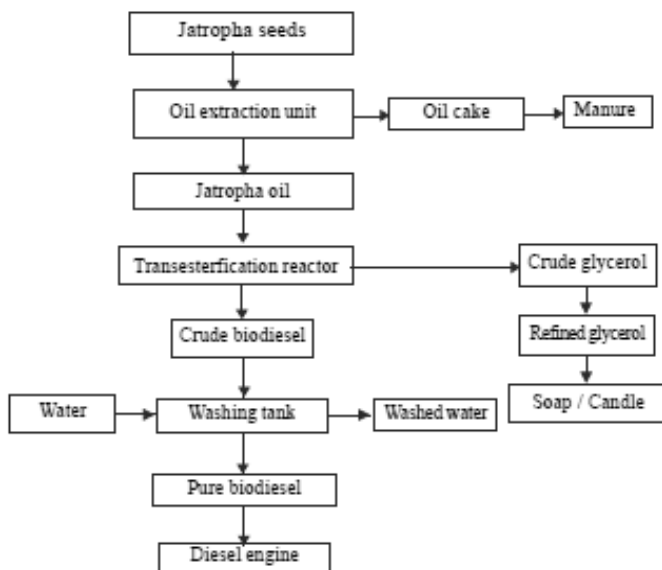 Jatropha seeds
Oil extraction unit
Oil cake
Manure
Jatropha oil
Transesterfication reactor
Crude glycerol
Crude biodiesel
Refined glycerol
Water
Washing tank
Washed water
Soap / Candle
Pure biodiesel
Diesel engine